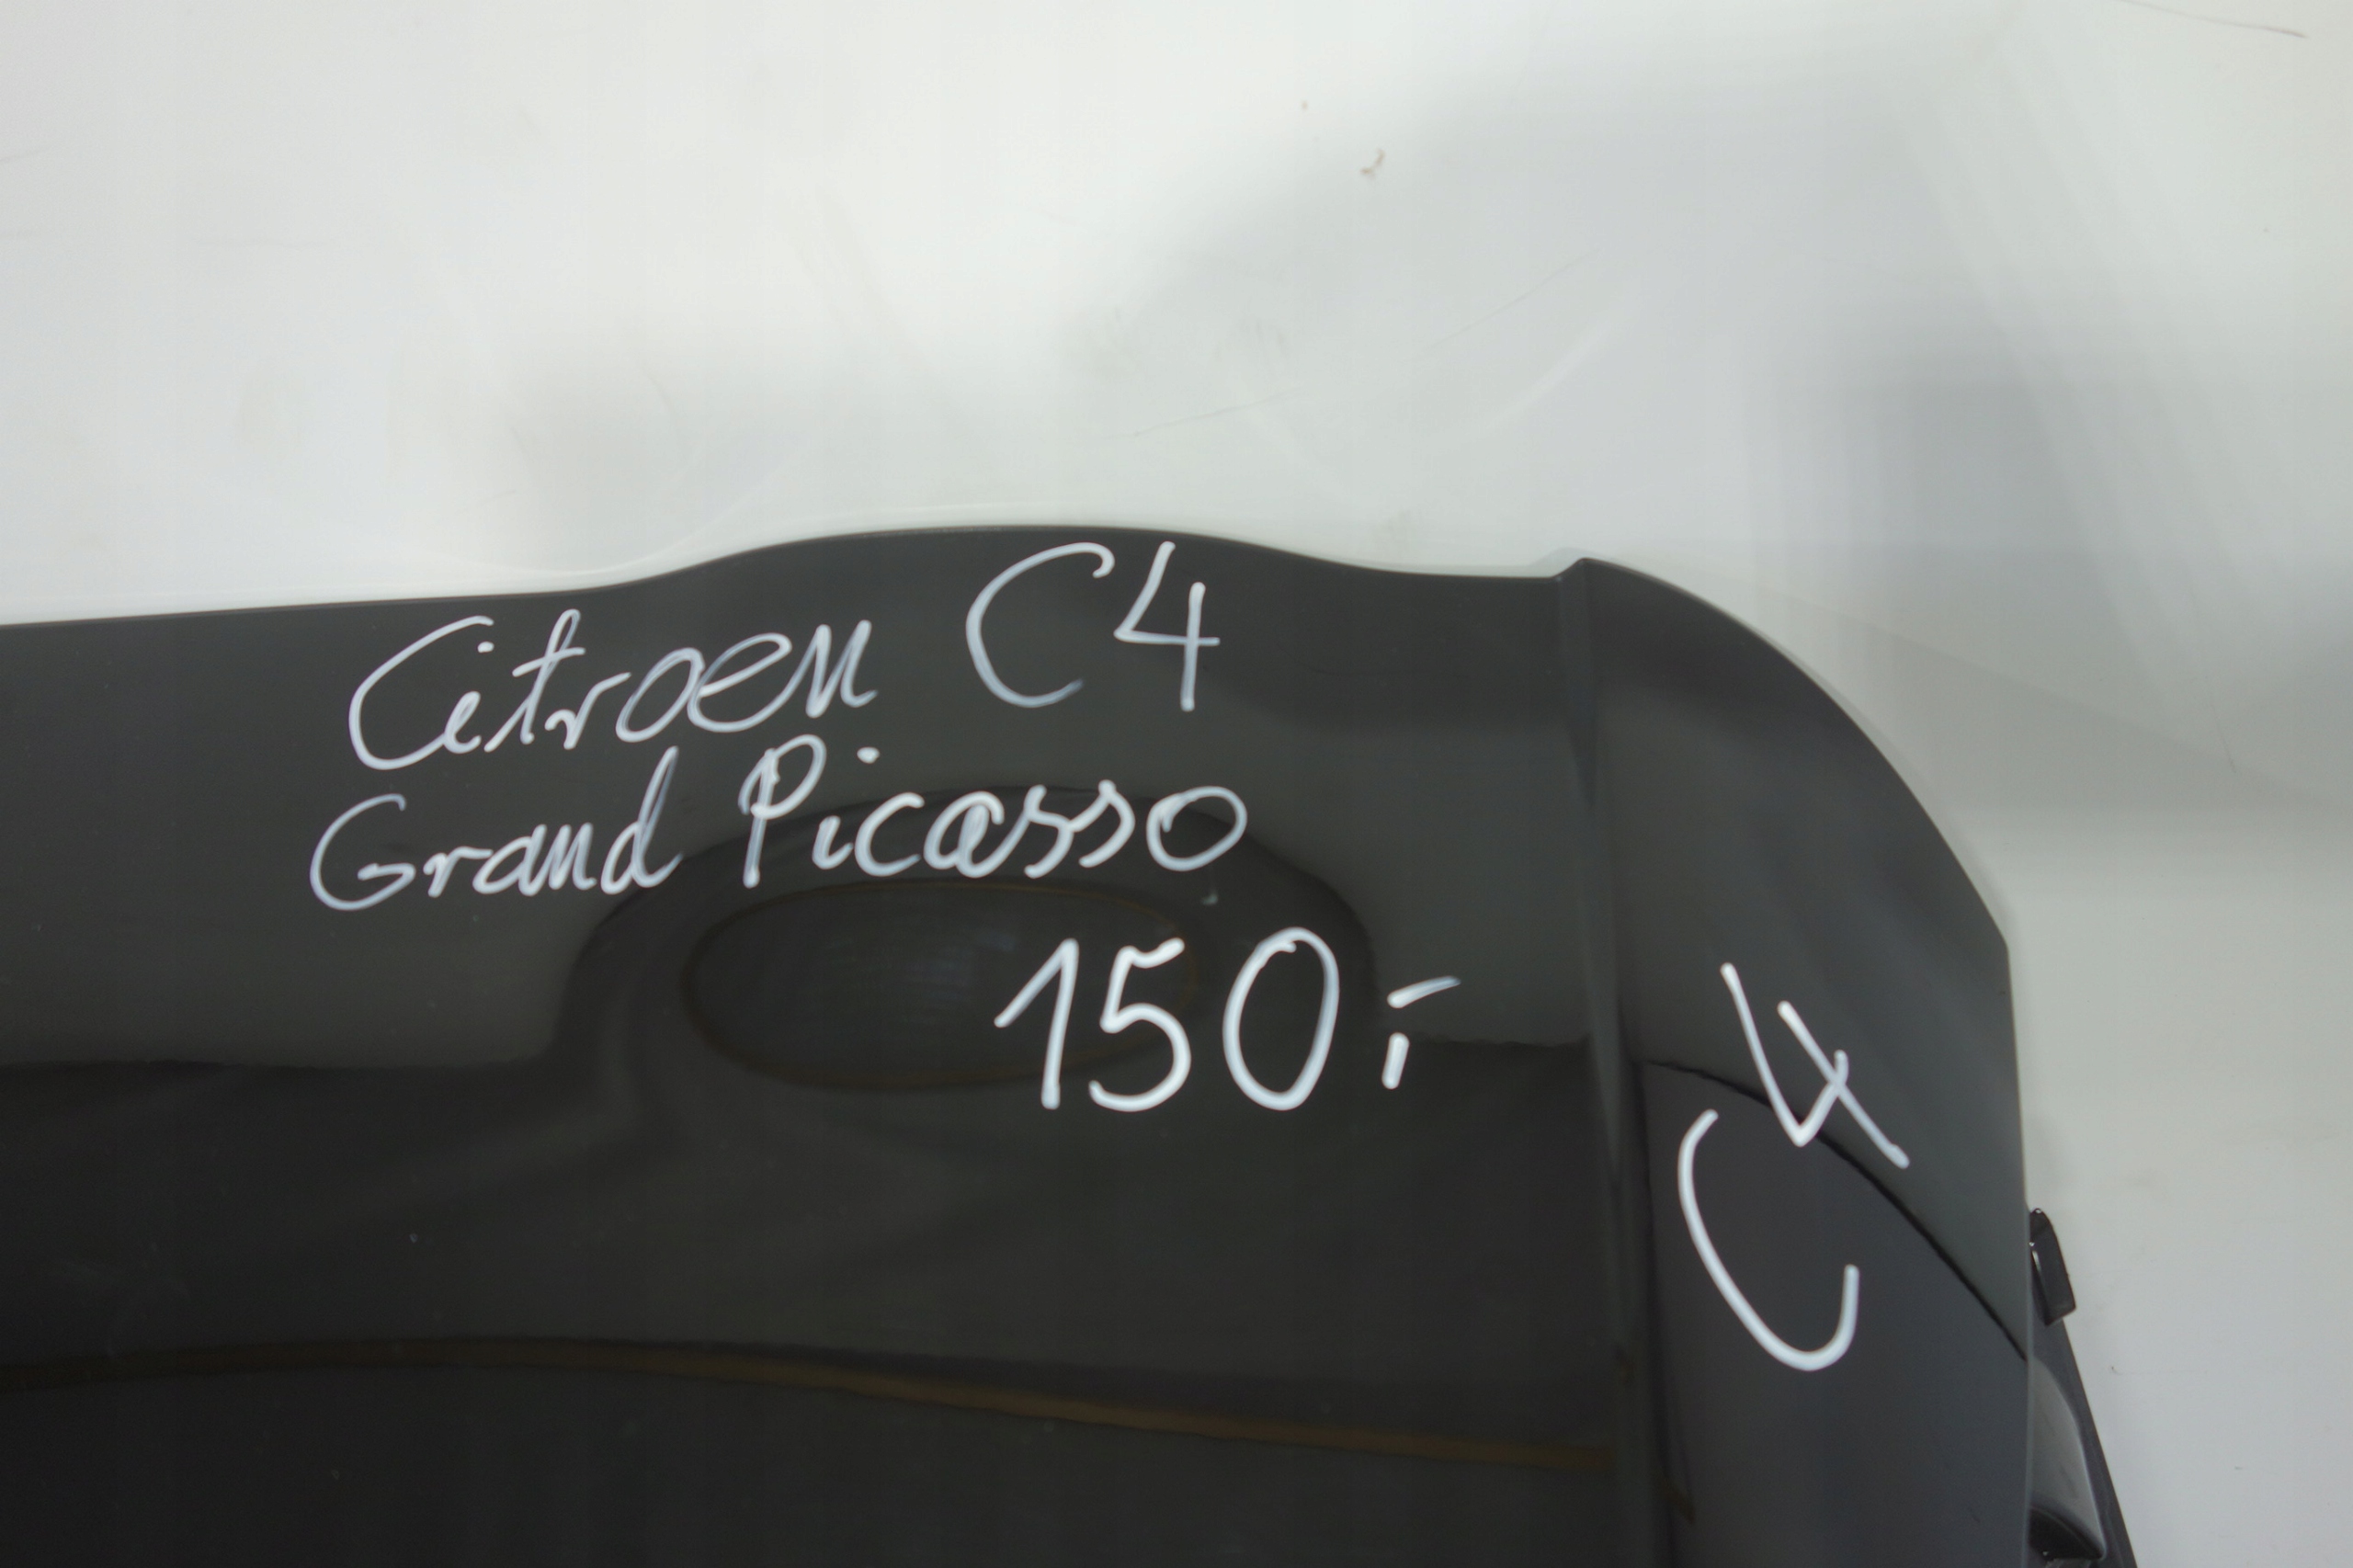 Citroen C4
Grand Picasso
150,-
C4